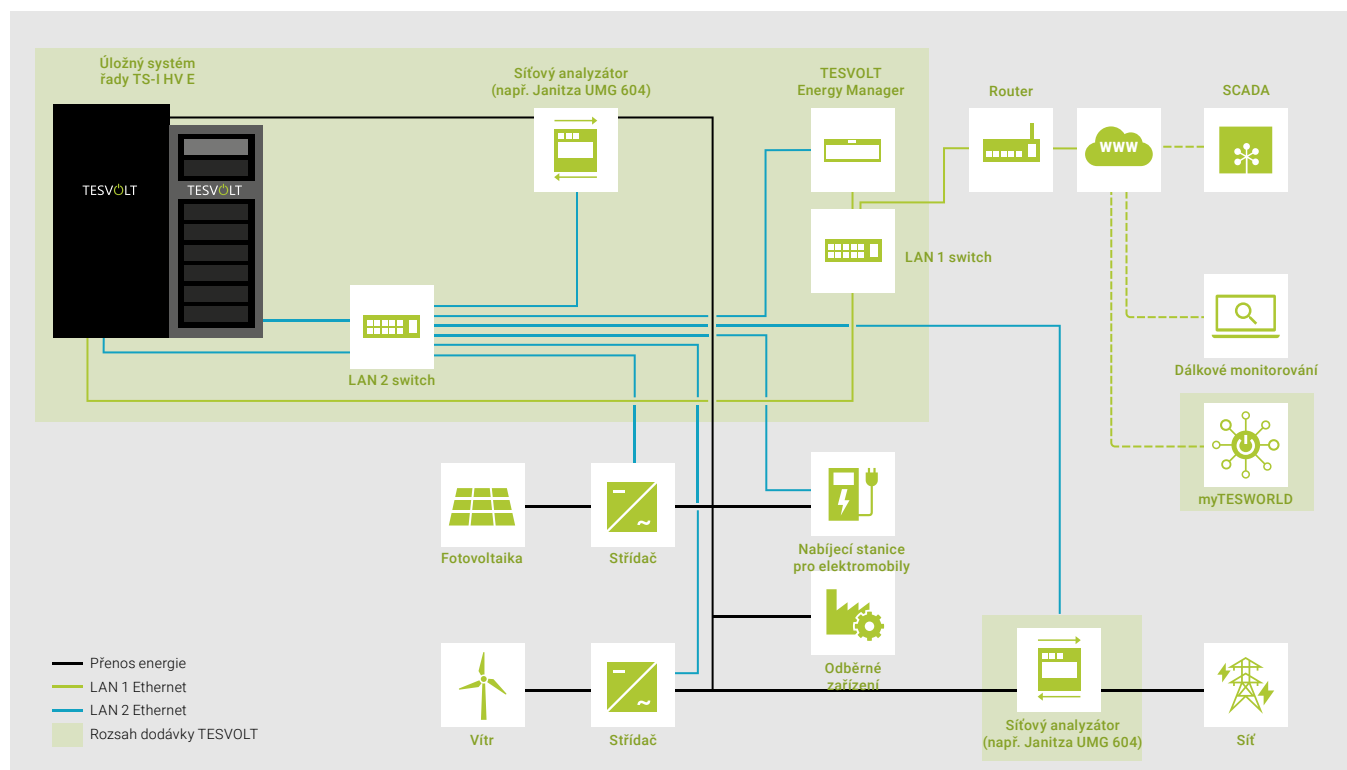 Úložný systém
řady TS-I HV E
TESVOLT
TESVOLT
Síťový analyzátor
(např. Janitza UMG 604)
TESVOLT
Energy Manager
Router
WWW
SCADA
LAN 1 switch
LAN 2 switch
Dálkové monitorování
myTESWORLD
Fotovoltaika
Střídač
Nabíjecí stanice
pro elektromobily
Odběrné
zařízení
Vítr
Střídač
Síťový analyzátor
(např. Janitza UMG 604)
Síť
Přenos energie
LAN 1 Ethernet
LAN 2 Ethernet
Rozsah dodávky TESVOLT